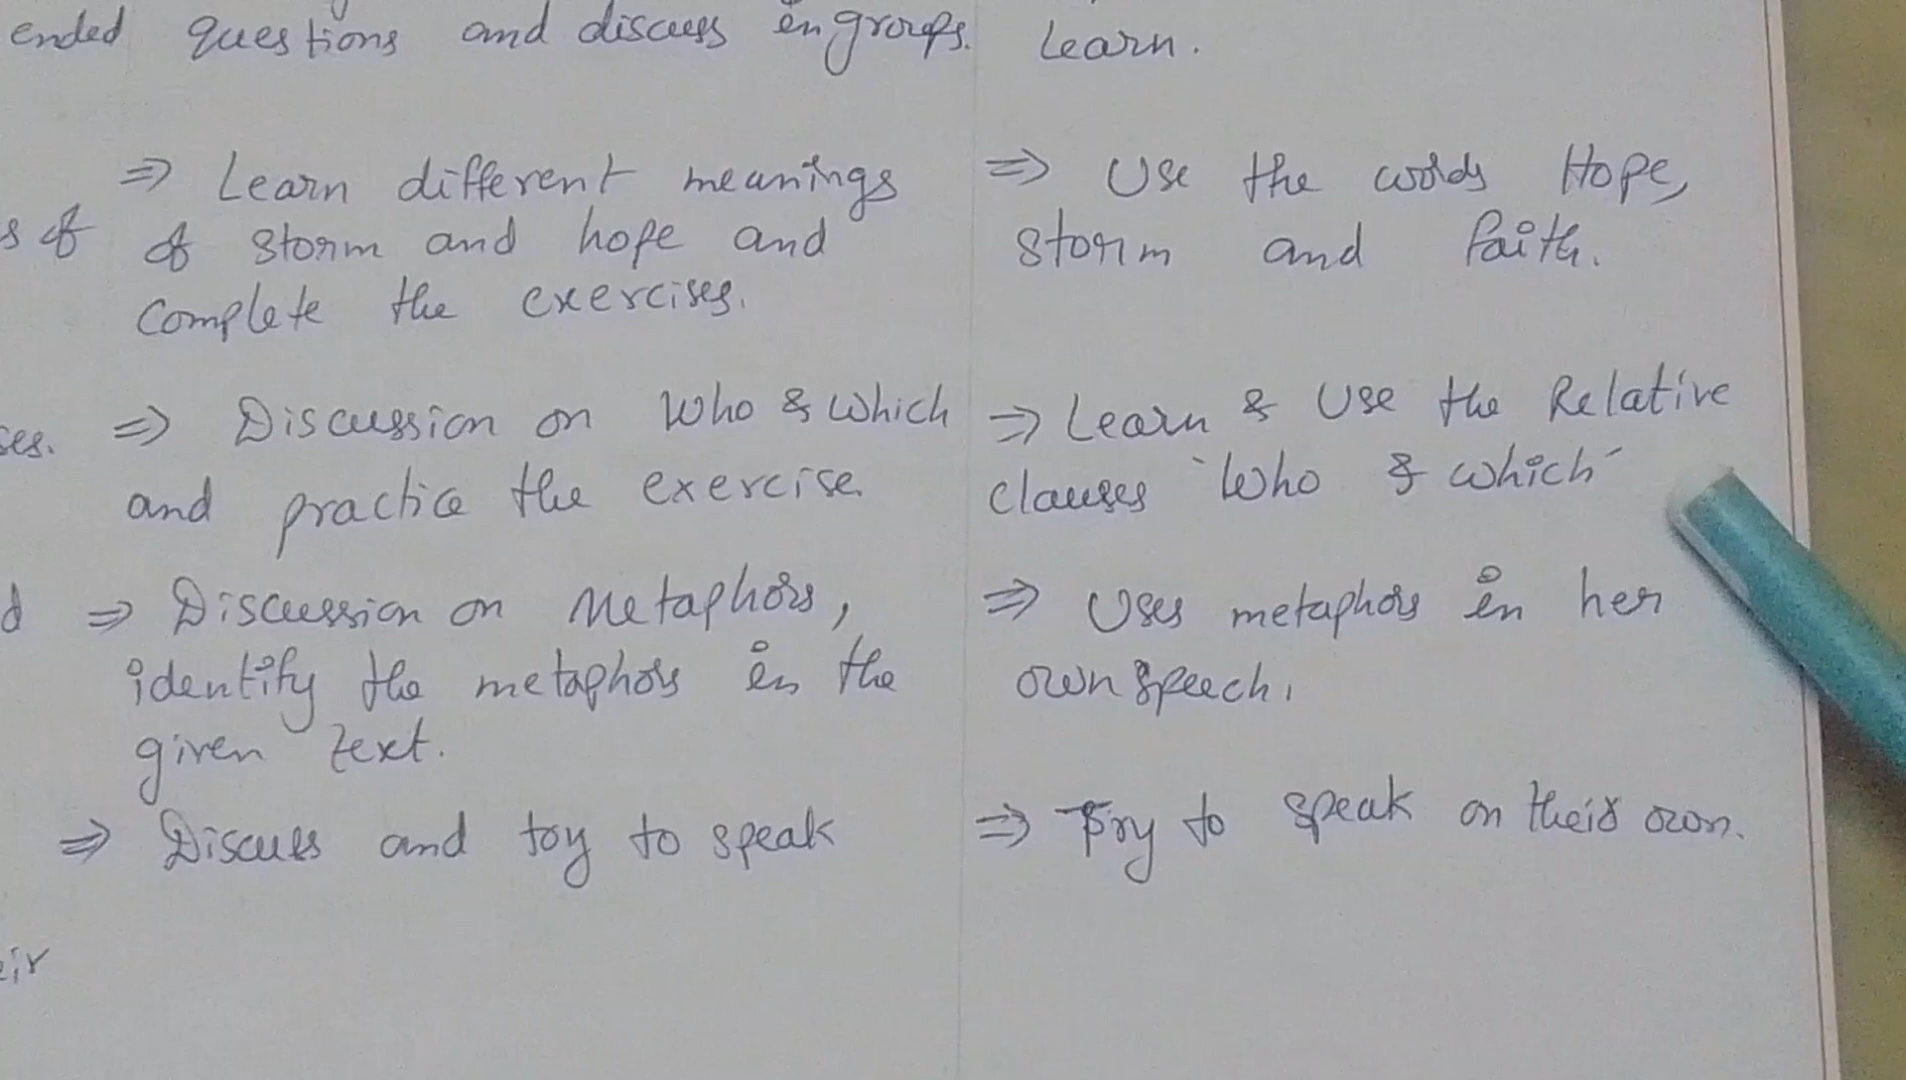 ended questions and discuss in groups.
⇒ Learn different meanings
s of of storm and hope and
complete the exercises.
ses. ⇒ Discussion on Who & which
and practice the exercise.
d ⇒ Discussion on Metaphors,
identify the metaphors in the
given text.
⇒ Discuss and try to speak
eir
Learn.
⇒ Use the words Hope,
storm and faith.
⇒ Learn & Use the Relative
clauses 'Who & which'
⇒ Uses metaphors in her
own speech.
⇒ Try to speak on their own.